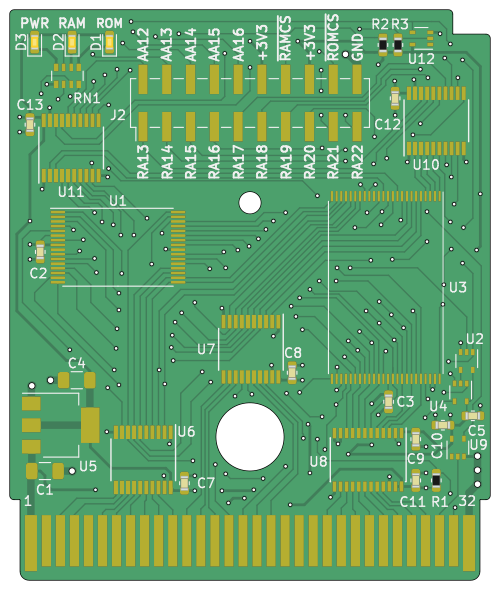 PWR RAM ROM
D3 D2 D1
AA12 AA13 AA14 AA15 AA16 +3V3 RAMCS +3V3 ROMCS GND
R2 R3
U12
RN1
C13
J2
C12
U11
RA13 RA14 RA15 RA16 RA17 RA18 RA19 RA20 RA21 RA22
U10
U1
C2
U3
U7
C8
U2
C4
C3
U4
C5
U6
U5
C1
C7
U8
C9
C10
U9
C11 R1
1
32